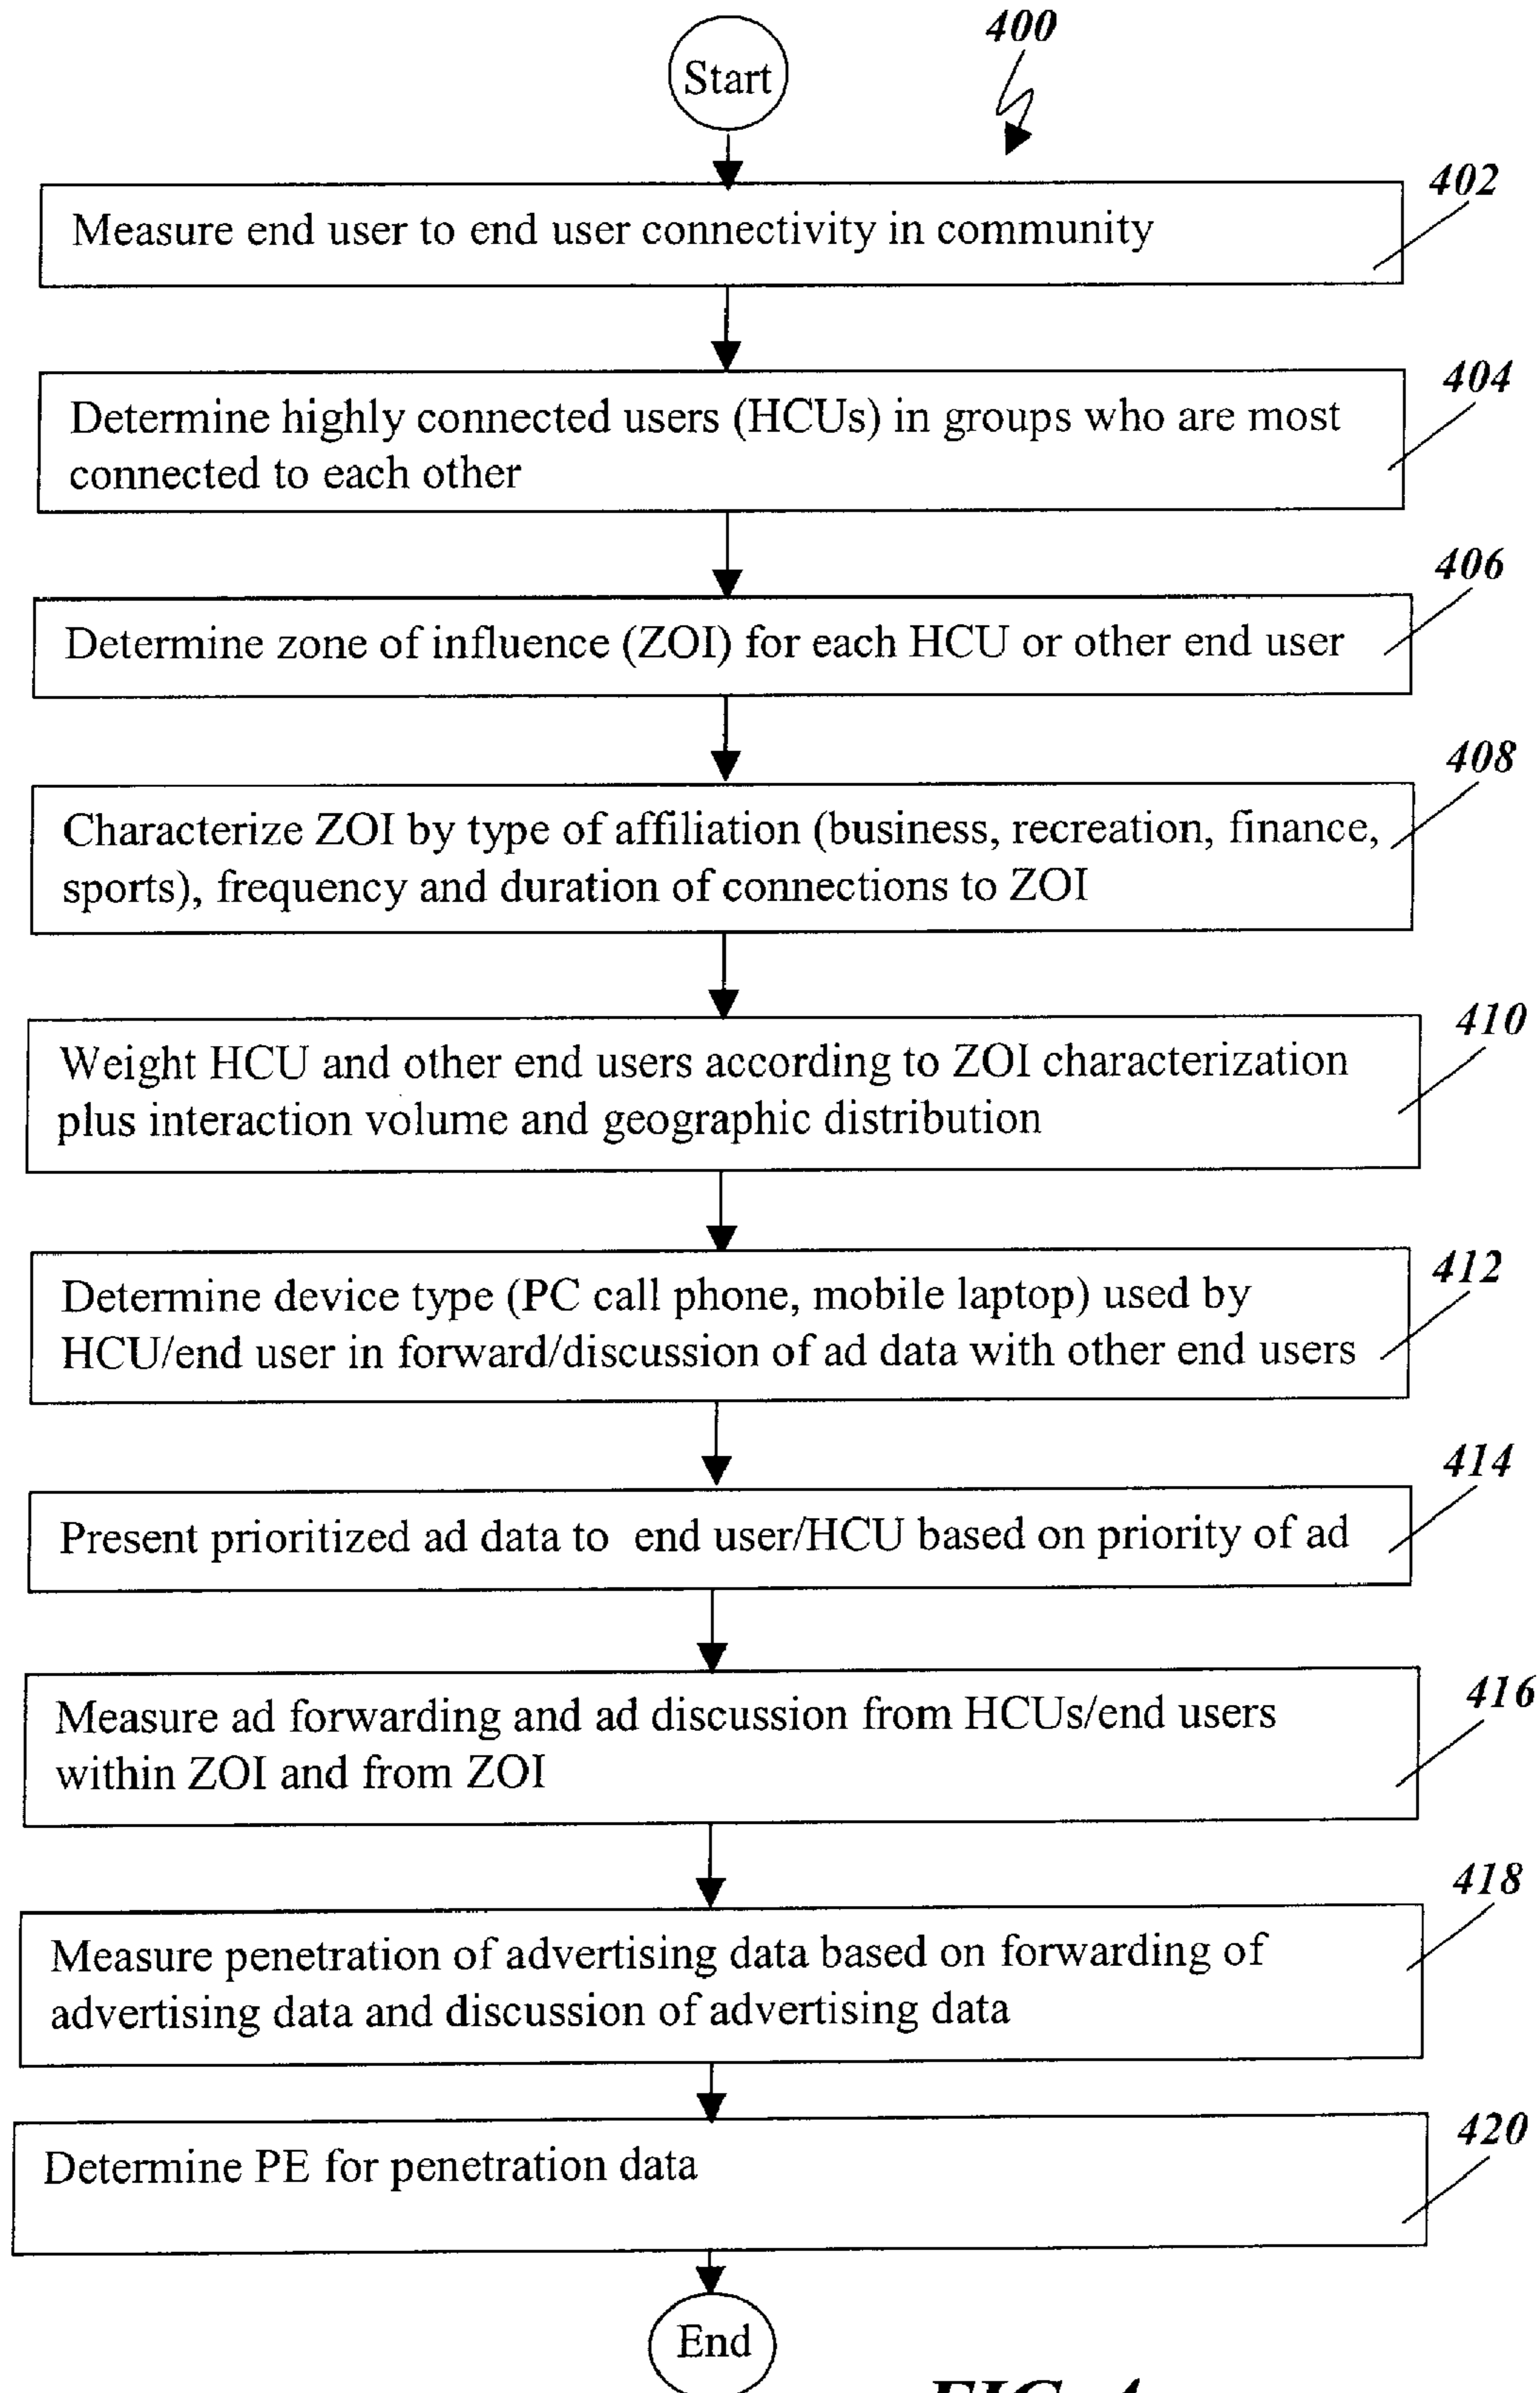 Start
400
402
Measure end user to end user connectivity in community
404
Determine highly connected users (HCUs) in groups who are most
connected to each other
406
Determine zone of influence (ZOI) for each HCU or other end user
408
Characterize ZOI by type of affiliation (business, recreation, finance,
sports), frequency and duration of connections to ZOI
410
Weight HCU and other end users according to ZOI characterization
plus interaction volume and geographic distribution
412
Determine device type (PC call phone, mobile laptop) used by
HCU/end user in forward/discussion of ad data with other end users
414
Present prioritized ad data to end user/HCU based on priority of ad
416
Measure ad forwarding and ad discussion from HCUs/end users
within ZOI and from ZOI
418
Measure penetration of advertising data based on forwarding of
advertising data and discussion of advertising data
420
Determine PE for penetration data
End
FIG. 4